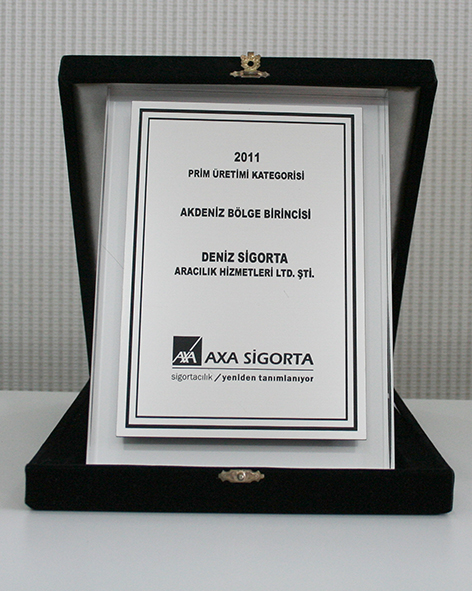 2011
PRİM ÜRETİMİ KATEGORİSİ
AKDENİZ BÖLGE BİRİNCİSİ
DENİZ SİGORTA
ARACILIK HİZMETLERİ LTD. ŞTİ.
AXA AXA SİGORTA
sigortacılık / yeniden tanımlanıyor